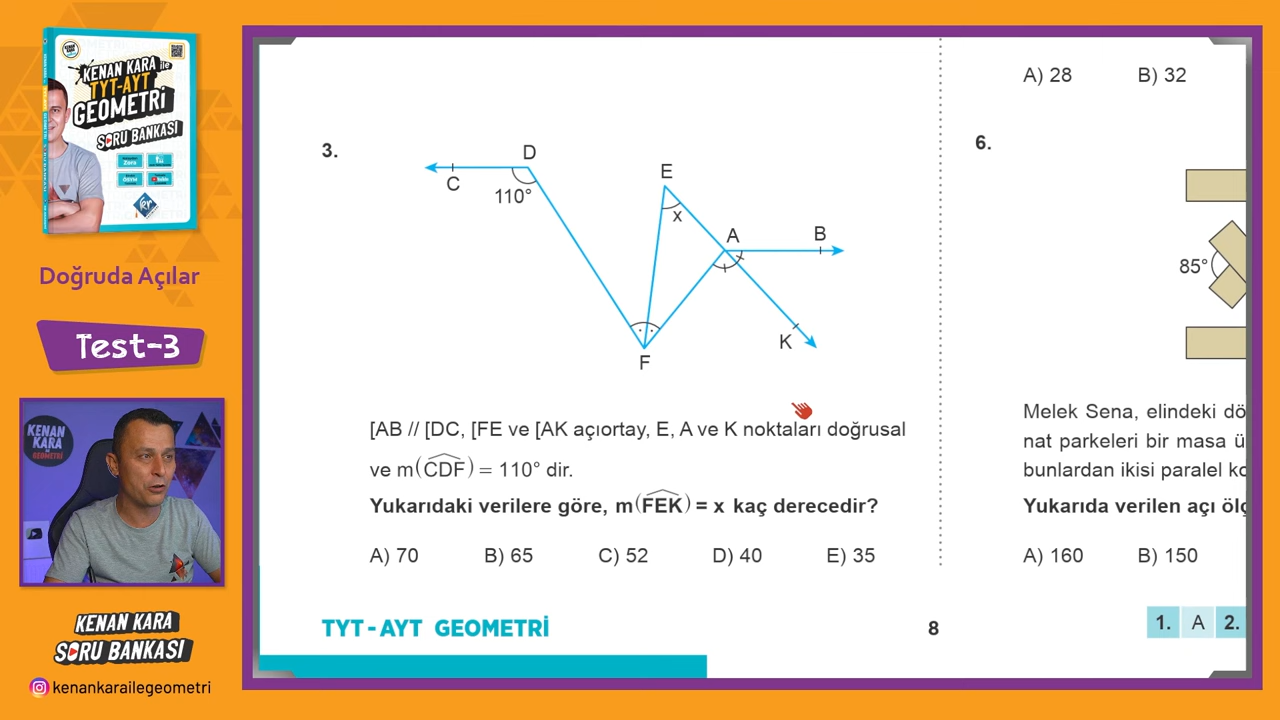 KENAN KARA ile
TYT-AYT
GEOMETRİ
SORU BANKASI
Doğruda Açılar
Test-3
KENAN
KARA
GEOMETRİ
KENAN KARA
SORU BANKASI
kenankarailegeometri
3.
D
C
110°
E
x
A
B
F
K
[AB // [DC, [FE ve [AK açıortay, E, A ve K noktaları doğrusal
ve m(CDF) = 110° dir.
Yukarıdaki verilere göre, m(FEK) = x kaç derecedir?
A) 70 B) 65 C) 52 D) 40 E) 35
TYT - AYT GEOMETRİ
8
A) 28 B) 32
6.
85°
Melek Sena, elindeki dö
nat parkeleri bir masa ü
bunlardan ikisi paralel ko
Yukarıda verilen açı ölç
A) 160 B) 150
1. A 2.